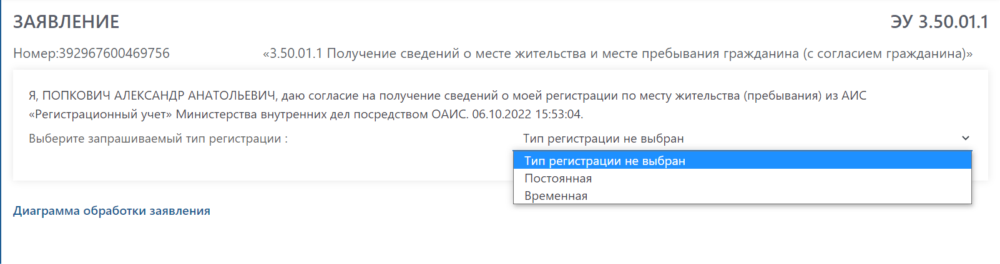 ЗАЯВЛЕНИЕ
ЭУ 3.50.01.1
Номер:392967600469756
«3.50.01.1 Получение сведений о месте жительства и месте пребывания гражданина (с согласием гражданина)»
Я, ПОПКОВИЧ АЛЕКСАНДР АНАТОЛЬЕВИЧ, даю согласие на получение сведений о моей регистрации по месту жительства (пребывания) из АИС
«Регистрационный учет» Министерства внутренних дел посредством ОАИС. 06.10.2022 15:53:04.
Выберите запрашиваемый тип регистрации :
Тип регистрации не выбран
Тип регистрации не выбран
Постоянная
Временная
Диаграмма обработки заявления